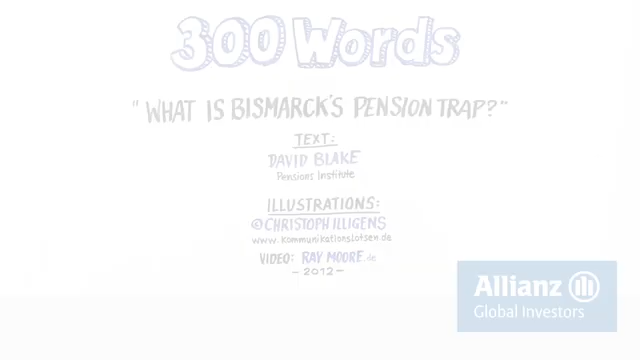 300 Words
"WHAT IS BISMARCK'S PENSION TRAP?"
TEXT:
DAVID BLAKE
Pensions Institute
ILLUSTRATIONS:
©CHRISTOPH ILLIGENS
www.kommunikationslotsen.de
VIDEO: RAY MOORE.de
-2012-
Allianz
Global Investors